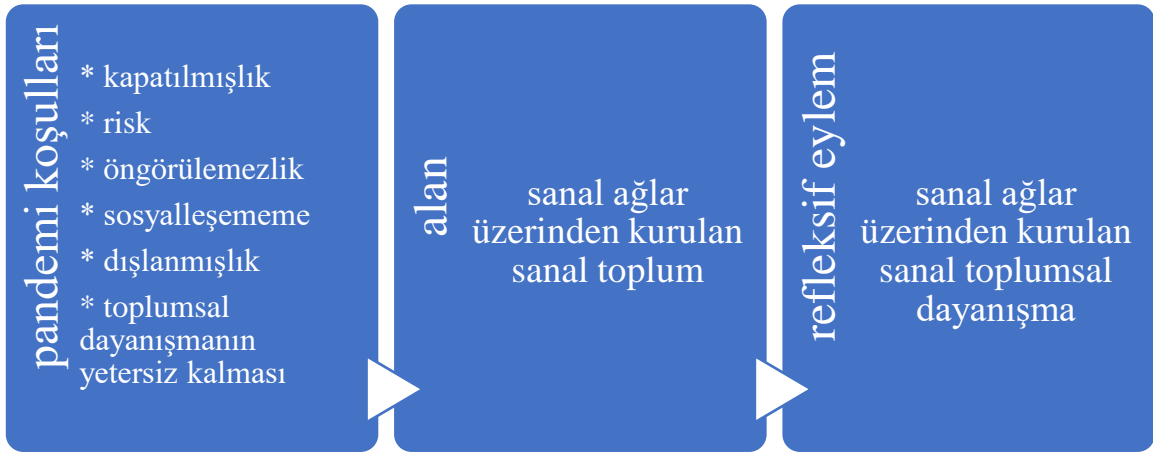 pandemi koşulları
* kapatılmışlık
* risk
* öngörülemezlik
* sosyalleşememe
* dışlanmışlık
* toplumsal
dayanışmanın
yetersiz kalması
alan
sanal ağlar
üzerinden kurulan
sanal toplum
refleksif eylem
sanal ağlar
üzerinden kurulan
sanal toplumsal
dayanışma